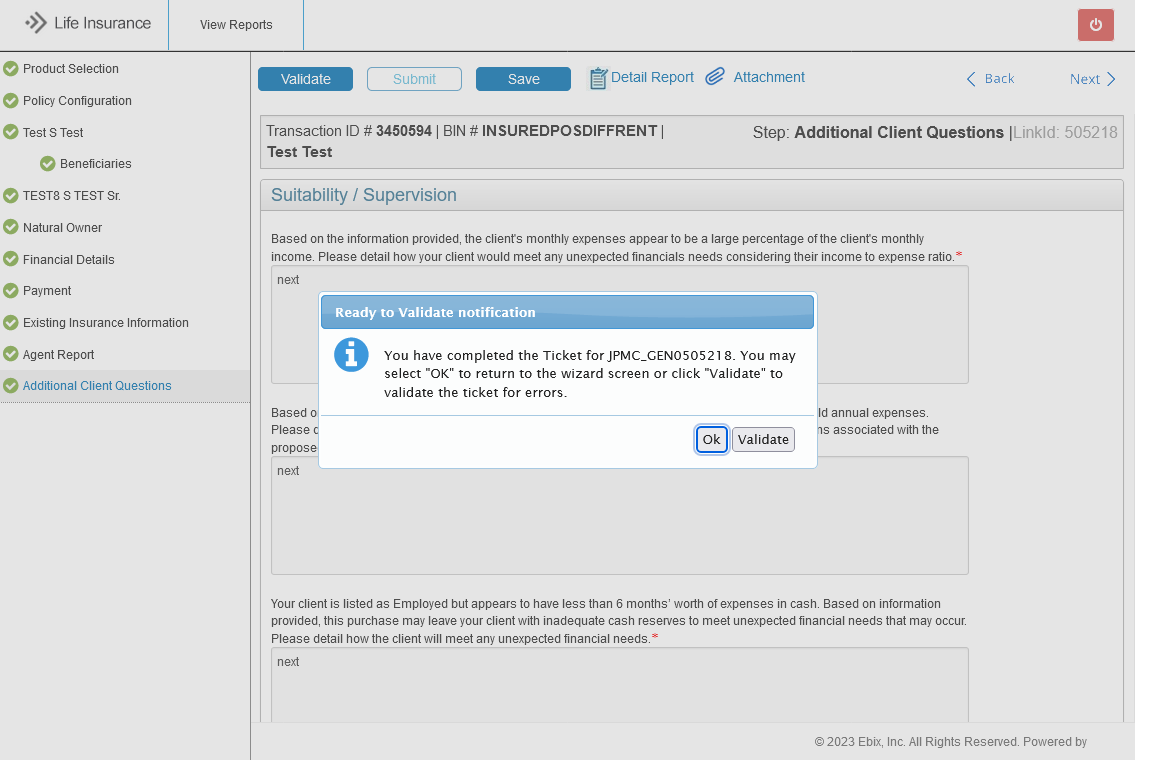 Life Insurance
View Reports
Product Selection
Policy Configuration
Test S Test
Beneficiaries
TEST8 S TEST Sr.
Natural Owner
Financial Details
Payment
Existing Insurance Information
Agent Report
Additional Client Questions
Validate
Submit
Save
Detail Report
Attachment
Back
Next
Transaction ID # 3450594 | BIN # INSUREDPOSDIFFRENT |
Test Test
Step: Additional Client Questions |LinkId: 505218
Suitability / Supervision
Based on the information provided, the client's monthly expenses appear to be a large percentage of the client's monthly
income. Please detail how your client would meet any unexpected financials needs considering their income to expense ratio.*
next
Ready to Validate notification
You have completed the Ticket for JPMC_GEN0505218. You may
select "OK" to return to the wizard screen or click "Validate" to
validate the ticket for errors.
Ok
Validate
Based
annual expenses.
Please
associated with the
next
Your client is listed as Employed but appears to have less than 6 months' worth of expenses in cash. Based on information
provided, this purchase may leave your client with inadequate cash reserves to meet unexpected financial needs that may occur.
Please detail how the client will meet any unexpected financial needs.*
next
© 2023 Ebix, Inc. All Rights Reserved. Powered by